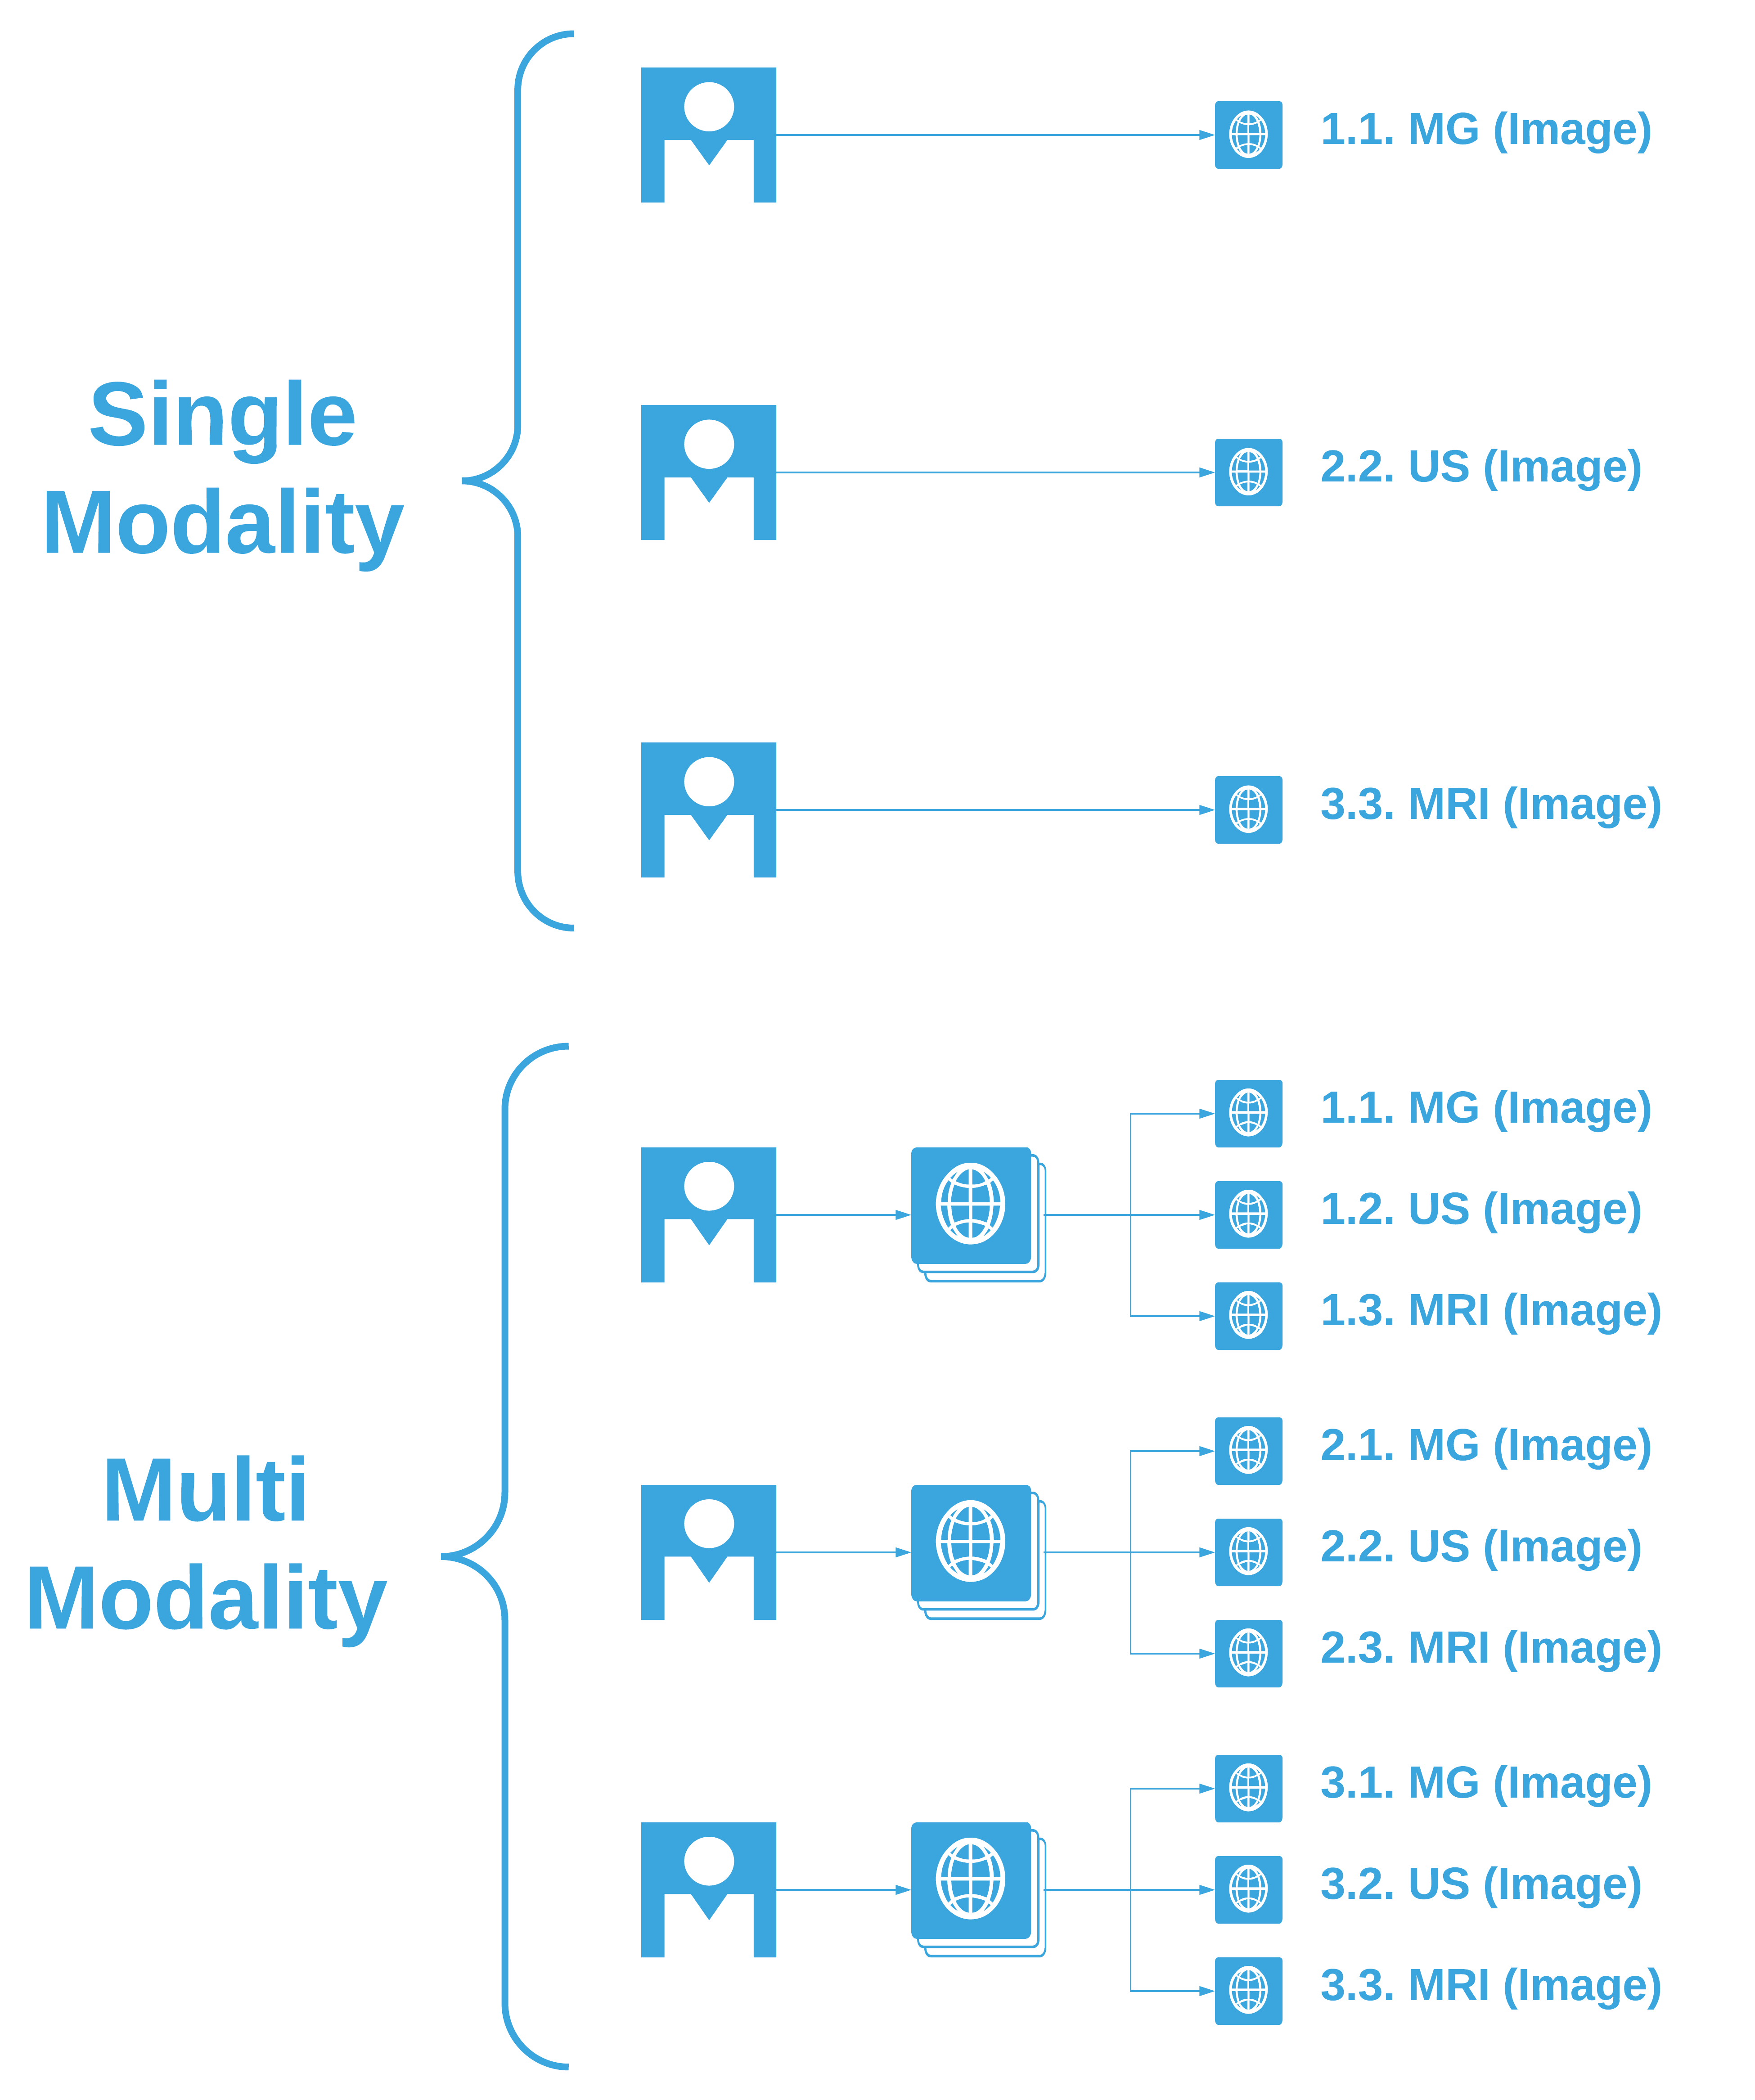 Single
Modality
1.1. MG (Image)
2.2. US (Image)
3.3. MRI (Image)
Multi
Modality
1.1. MG (Image)
1.2. US (Image)
1.3. MRI (Image)
2.1. MG (Image)
2.2. US (Image)
2.3. MRI (Image)
3.1. MG (Image)
3.2. US (Image)
3.3. MRI (Image)